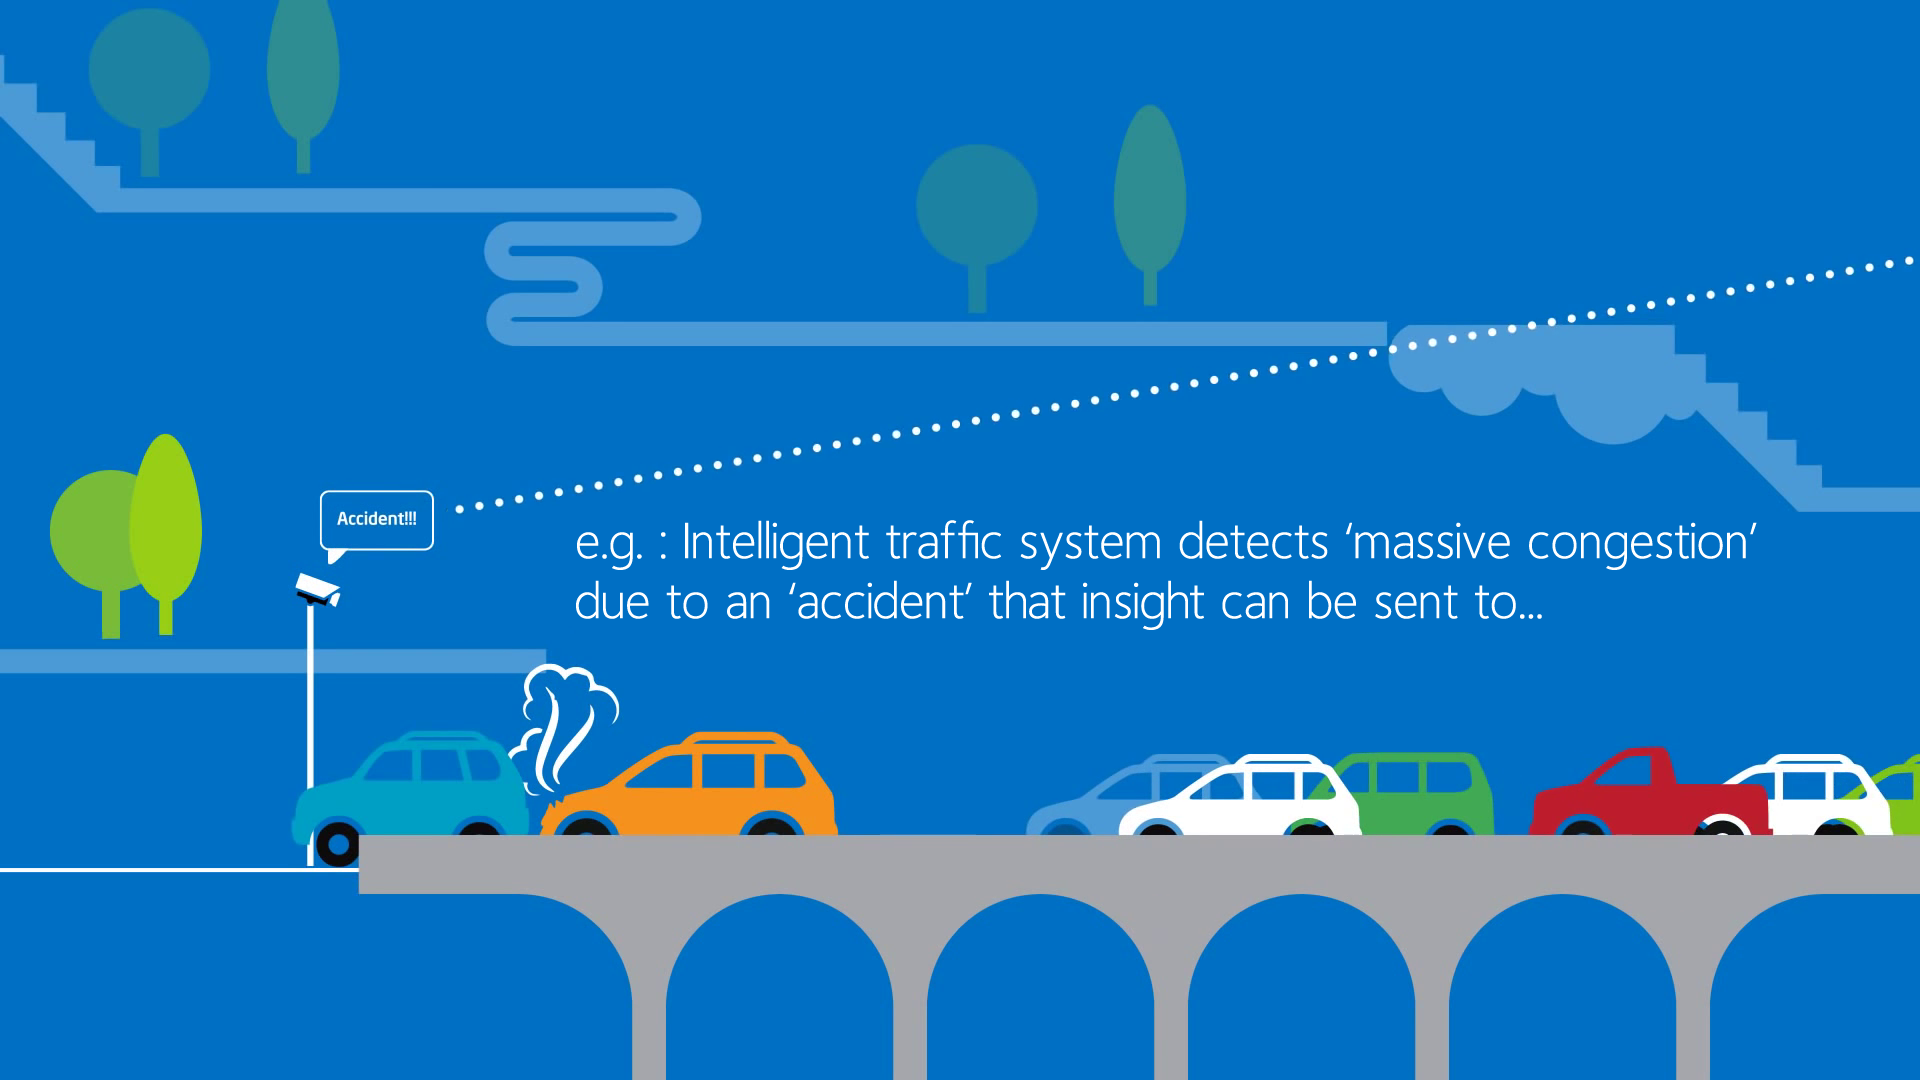 Accident!!!
e.g. : Intelligent traffic system detects ‘massive congestion’
due to an ‘accident’ that insight can be sent to...